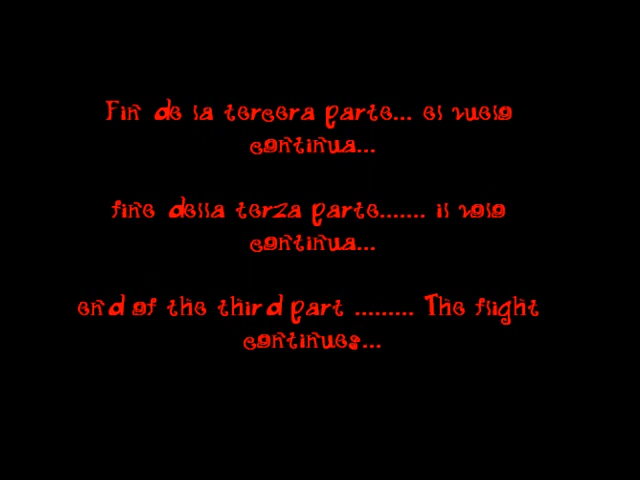 Fin de la tercera parte... el vuelo
continua...
fine della terza parte....... il volo
continua...
end of the third part ......... The flight
continues...